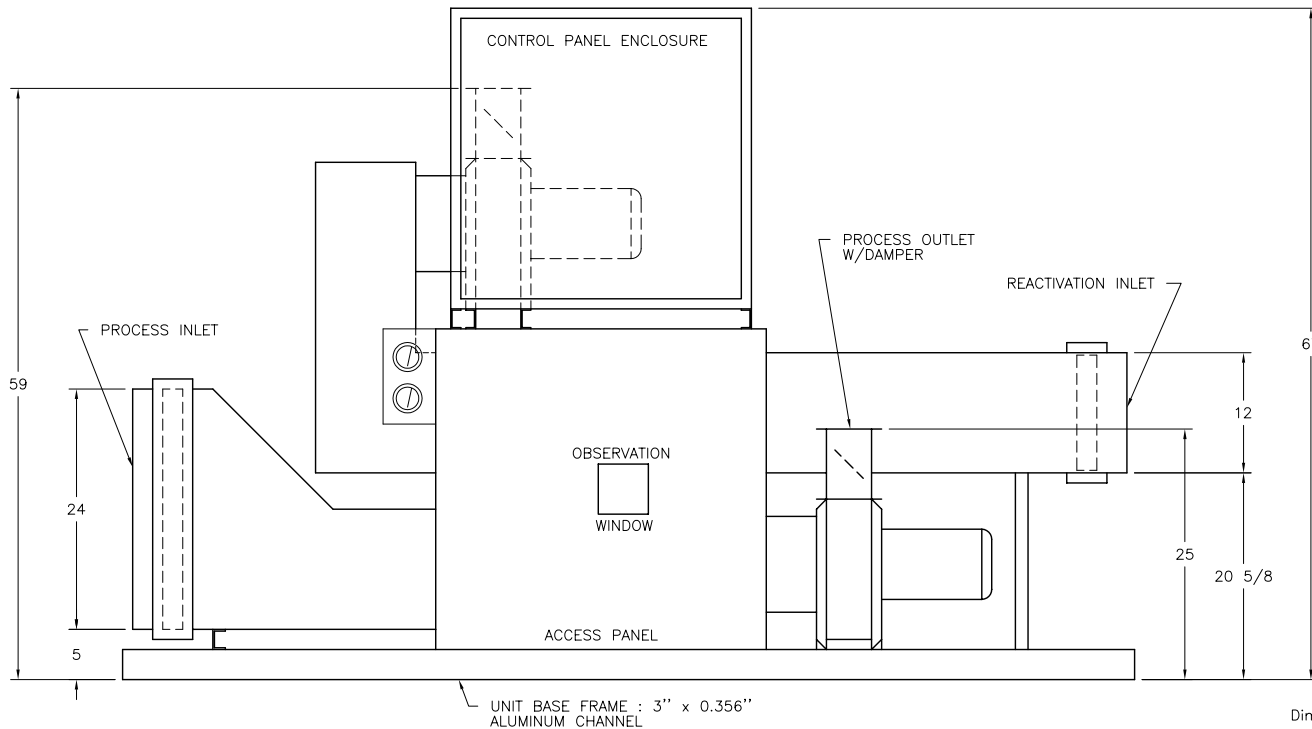 CONTROL PANEL ENCLOSURE
PROCESS OUTLET
W/DAMPER
REACTIVATION INLET
PROCESS INLET
6
59
12
OBSERVATION
WINDOW
24
25
20 5/8
ACCESS PANEL
5
UNIT BASE FRAME : 3'' x 0.356''
ALUMINUM CHANNEL